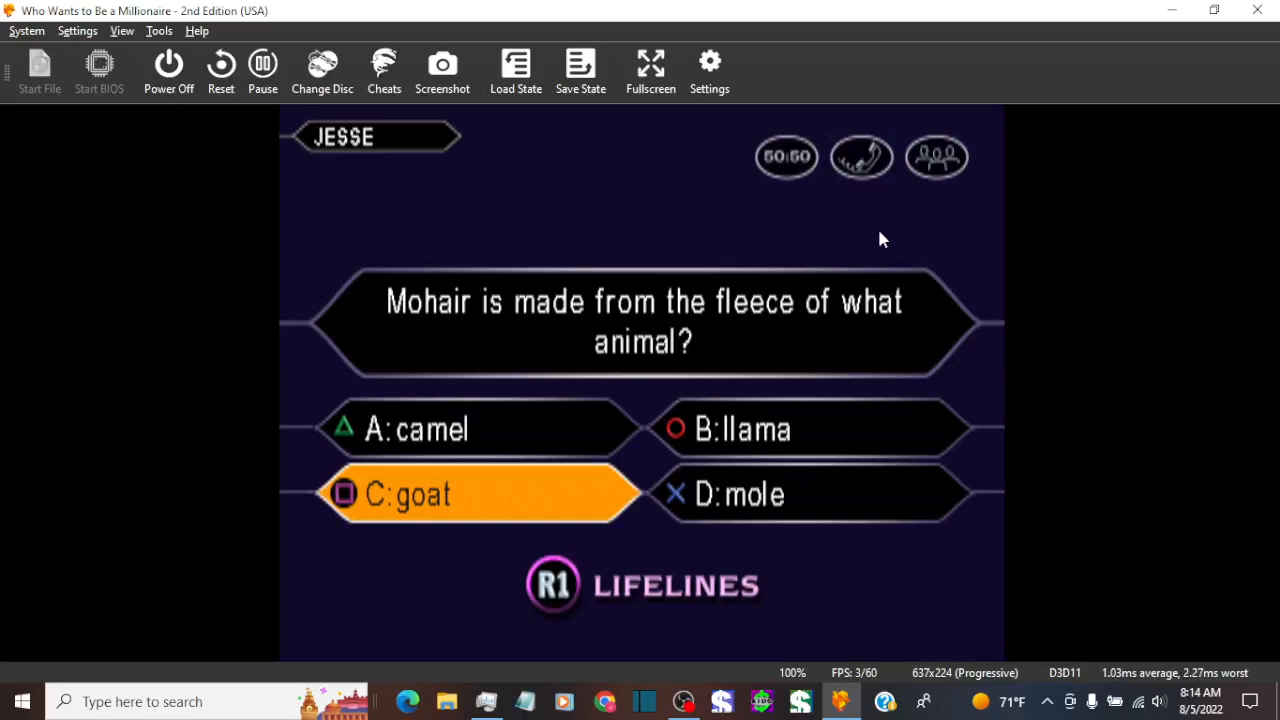 Who Wants to Be a Millionaire - 2nd Edition (USA)
System Settings View Tools Help
Start File Start BIOS Power Off Reset Pause Change Disc Cheats Screenshot Load State Save State Fullscreen Settings
JESSE
50:50
Mohair is made from the fleece of what
animal?
A: camel B: llama
C: goat D: mole
R1 LIFELINES
100% FPS: 3/60 637x224 (Progressive) D3D11 1.03ms average, 2.27ms worst
Type here to search
71°F
8:14 AM
8/5/2022